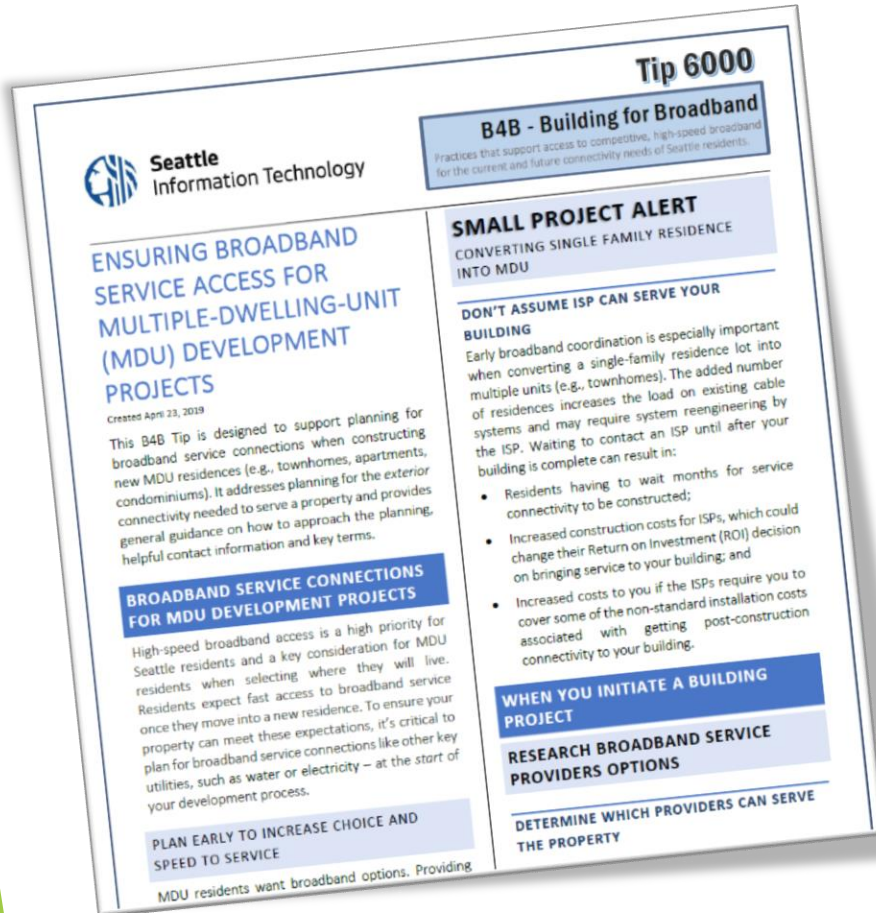 Tip 6000
B4B - Building for Broadband
Practices that support access to competitive, high-speed broadband
for the current and future connectivity needs of Seattle residents.
Seattle
Information Technology
ENSURING BROADBAND
SERVICE ACCESS FOR
MULTIPLE-DWELLING-UNIT
(MDU) DEVELOPMENT
PROJECTS
Created April 23, 2019
This B4B Tip is designed to support planning for
broadband service connections when constructing
new MDU residences (e.g., townhomes, apartments,
condominiums). It addresses planning for the exterior
connectivity needed to serve a property and provides
general guidance on how to approach the planning,
helpful contact information and key terms.
BROADBAND SERVICE CONNECTIONS
FOR MDU DEVELOPMENT PROJECTS
High-speed broadband access is a high priority for
Seattle residents and a key consideration for MDU
residents when selecting where they will live.
Residents expect fast access to broadband service
once they move into a new residence. To ensure your
property can meet these expectations, it's critical to
plan for broadband service connections like other key
utilities, such as water or electricity – at the start of
your development process.
PLAN EARLY TO INCREASE CHOICE AND
SPEED TO SERVICE
MDU residents want broadband options. Providing
SMALL PROJECT ALERT
CONVERTING SINGLE FAMILY RESIDENCE
INTO MDU
DON'T ASSUME ISP CAN SERVE YOUR
BUILDING
Early broadband coordination is especially important
when converting a single-family residence lot into
multiple units (e.g., townhomes). The added number
of residences increases the load on existing cable
systems and may require system reengineering by
the ISP. Waiting to contact an ISP until after your
building is complete can result in:
• Residents having to wait months for service
connectivity to be constructed;
• Increased construction costs for ISPs, which could
change their Return on Investment (ROI) decision
on bringing service to your building; and
• Increased costs to you if the ISPs require you to
cover some of the non-standard installation costs
associated with getting post-construction
connectivity to your building.
WHEN YOU INITIATE A BUILDING
PROJECT
RESEARCH BROADBAND SERVICE
PROVIDERS OPTIONS
DETERMINE WHICH PROVIDERS CAN SERVE
THE PROPERTY